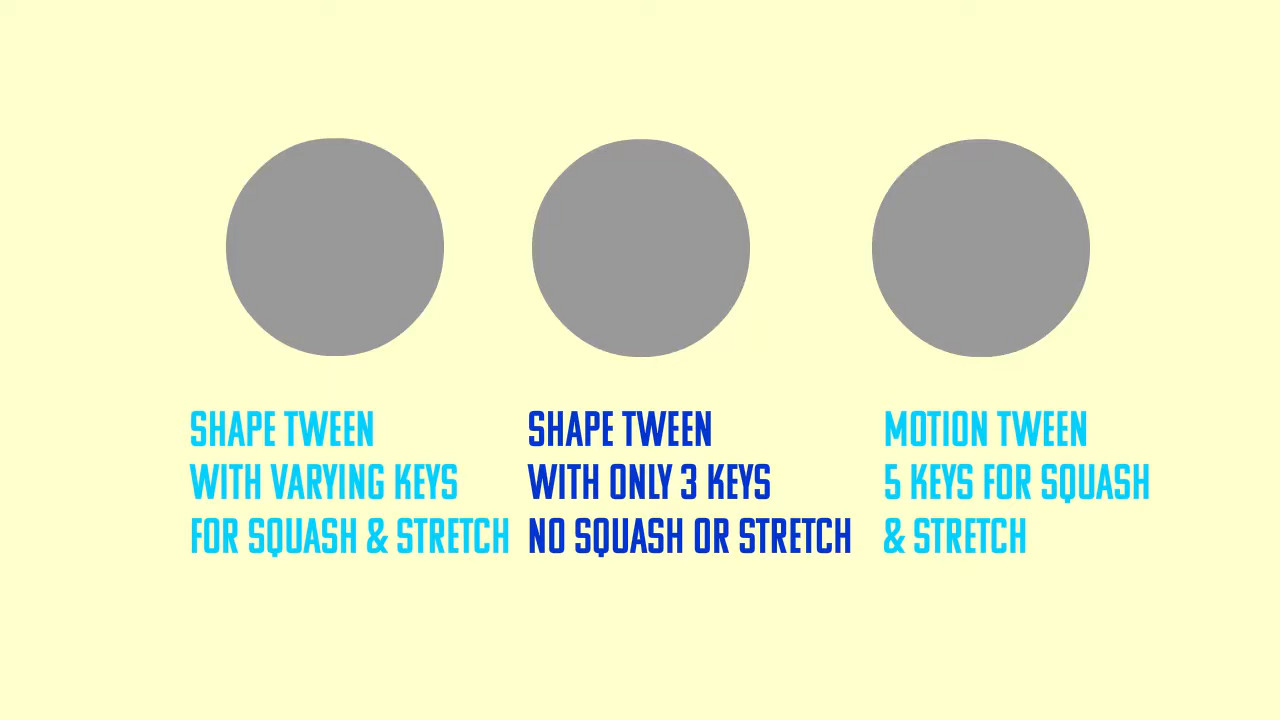 SHAPE TWEEN
WITH VARYING KEYS
FOR SQUASH & STRETCH
SHAPE TWEEN
WITH ONLY 3 KEYS
NO SQUASH OR STRETCH
MOTION TWEEN
5 KEYS FOR SQUASH
& STRETCH